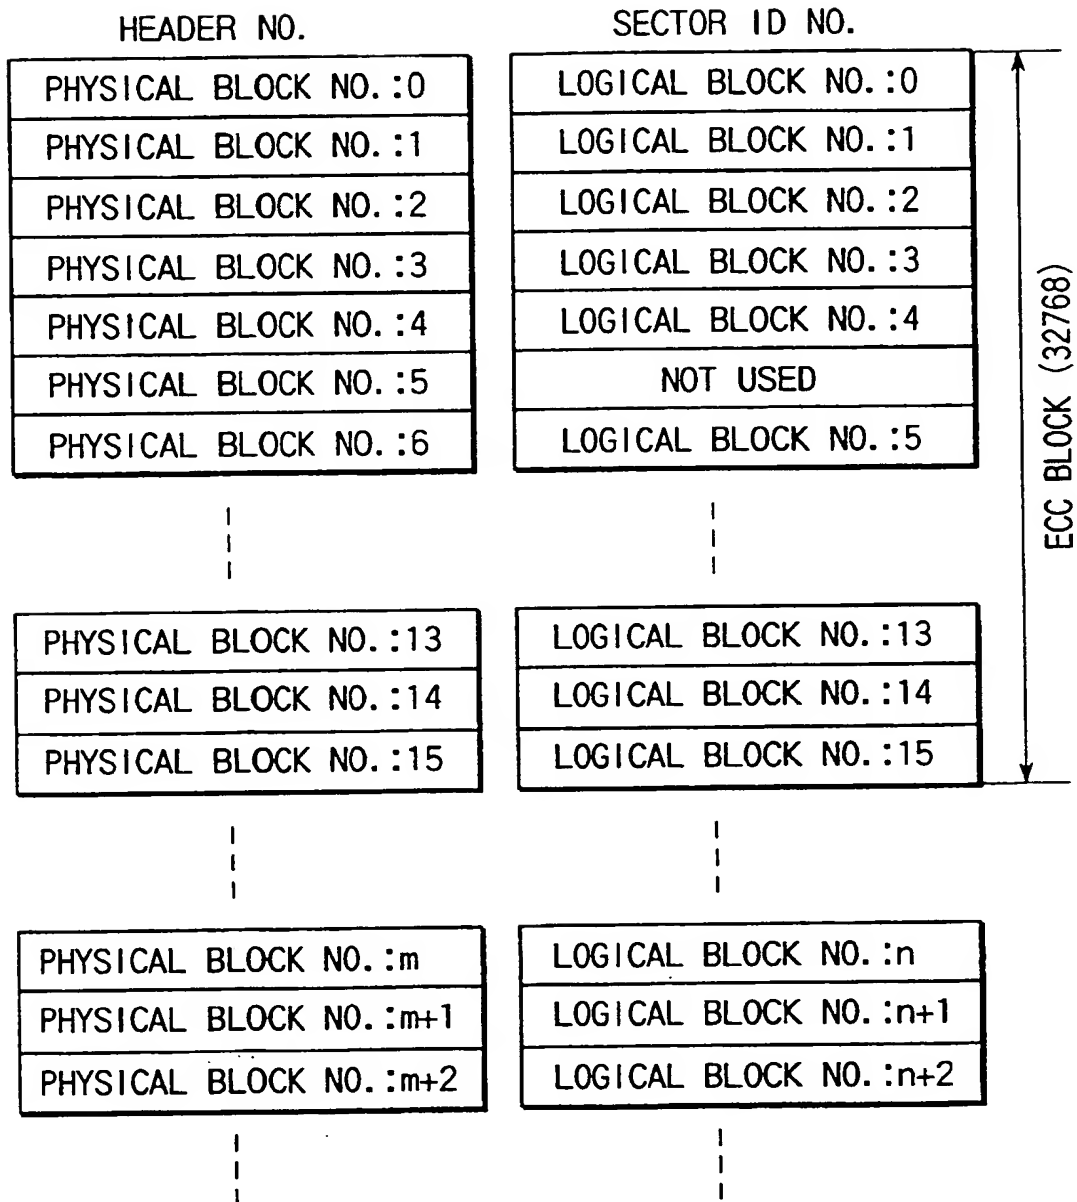 HEADER NO.
PHYSICAL BLOCK NO.:0
PHYSICAL BLOCK NO.:1
PHYSICAL BLOCK NO.:2
PHYSICAL BLOCK NO.:3
PHYSICAL BLOCK NO.:4
PHYSICAL BLOCK NO.:5
PHYSICAL BLOCK NO.:6
PHYSICAL BLOCK NO.:13
PHYSICAL BLOCK NO.:14
PHYSICAL BLOCK NO.:15
PHYSICAL BLOCK NO.:m
PHYSICAL BLOCK NO.:m+1
PHYSICAL BLOCK NO.:m+2
SECTOR ID NO.
LOGICAL BLOCK NO.:0
LOGICAL BLOCK NO.:1
LOGICAL BLOCK NO.:2
LOGICAL BLOCK NO.:3
LOGICAL BLOCK NO.:4
NOT USED
LOGICAL BLOCK NO.:5
LOGICAL BLOCK NO.:13
LOGICAL BLOCK NO.:14
LOGICAL BLOCK NO.:15
LOGICAL BLOCK NO.:n
LOGICAL BLOCK NO.:n+1
LOGICAL BLOCK NO.:n+2
ECC BLOCK (32768)